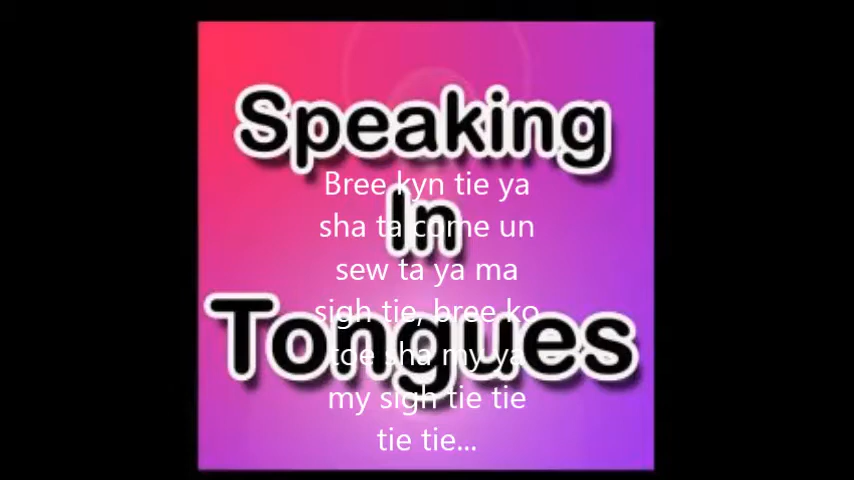 Speaking
In
Tongues
Bree kyn tie ya
sha ta come un
sew ta ya ma
sigh tie, bree ko
toe sha my ya
my sigh tie tie
tie tie...